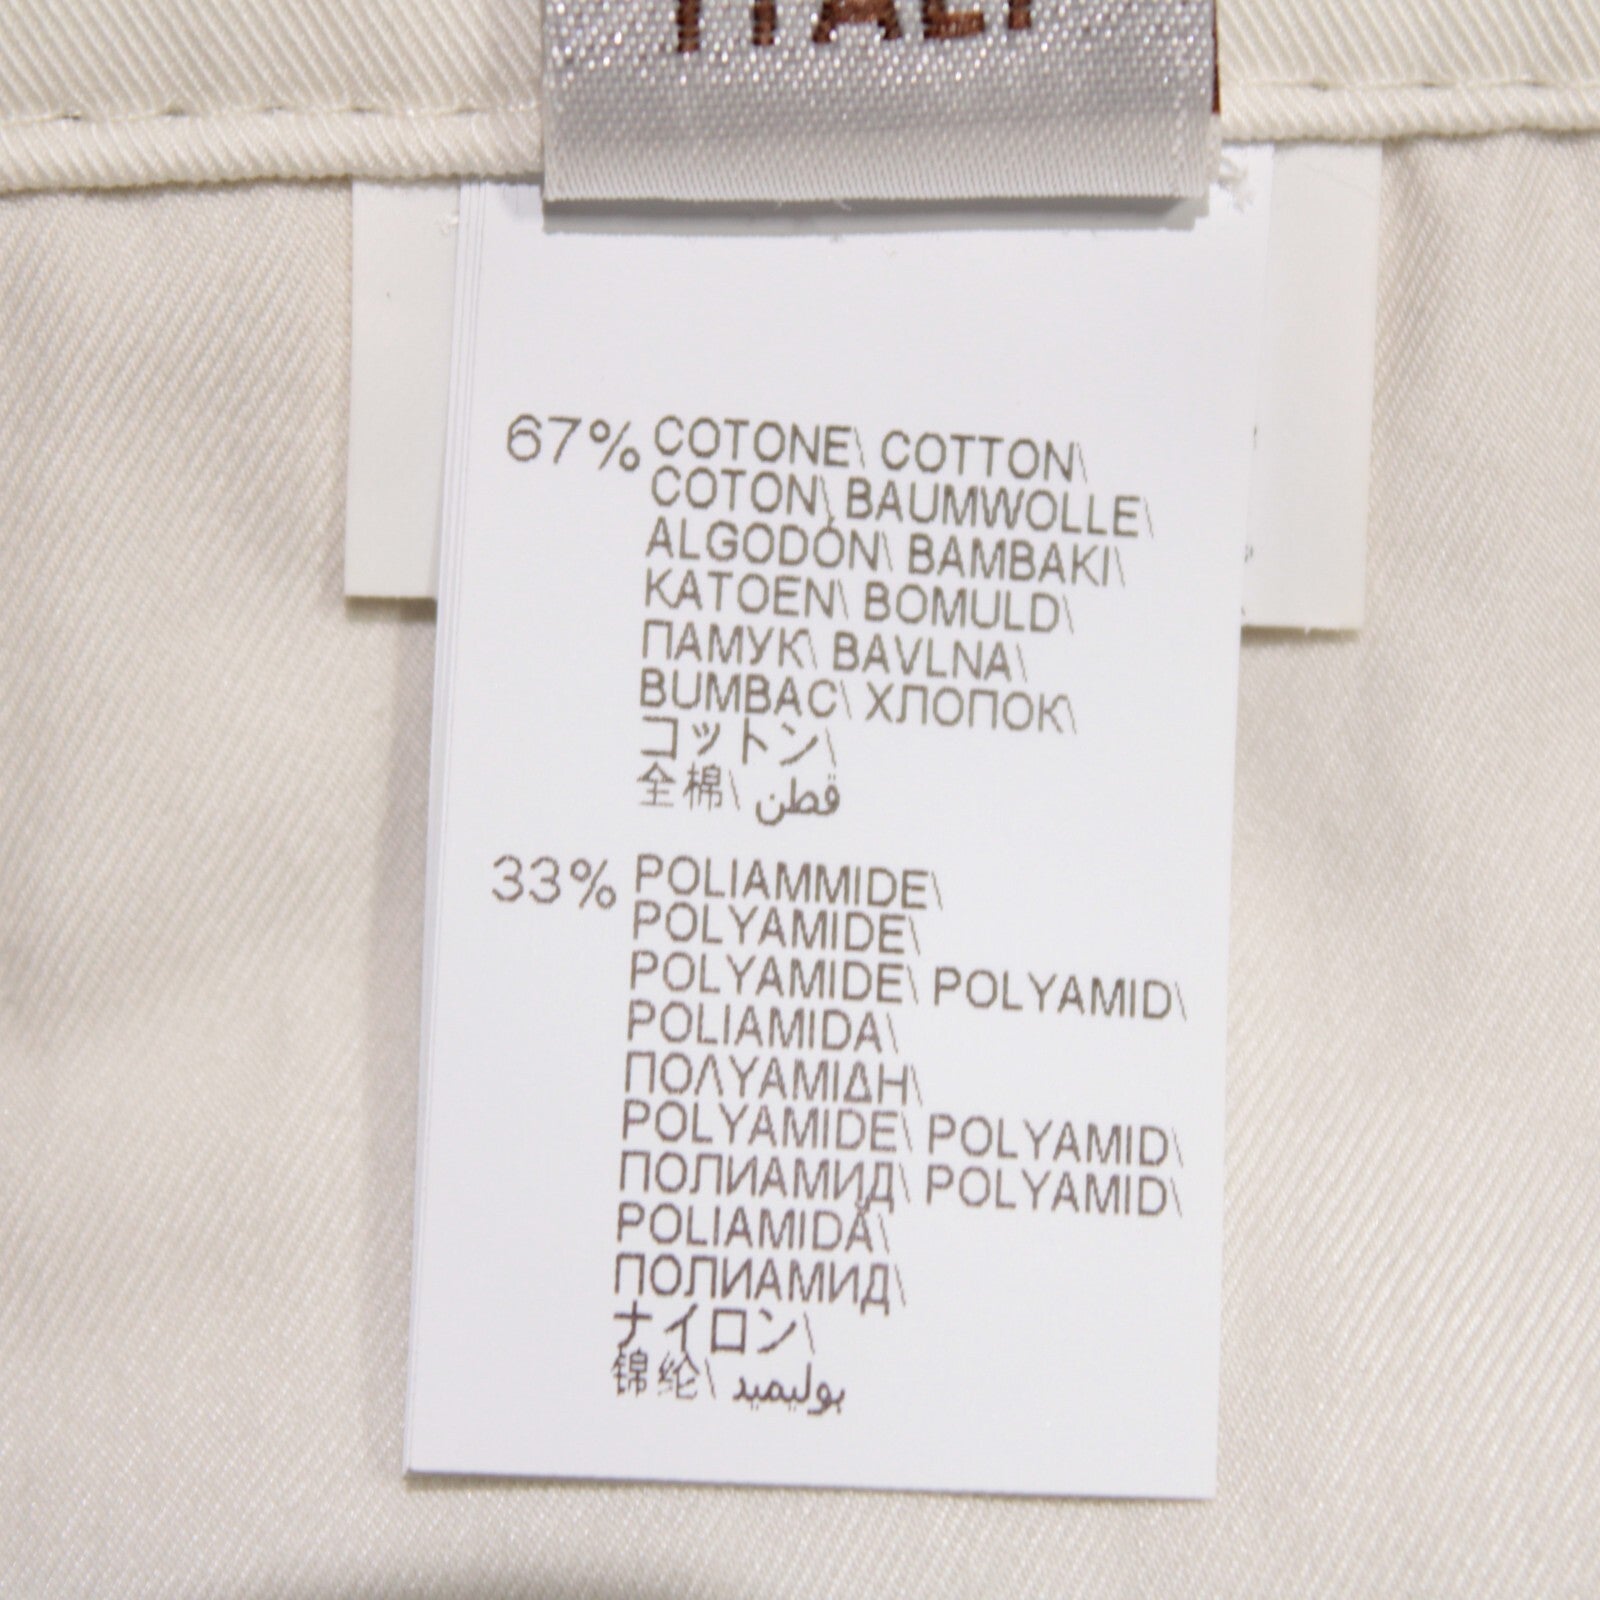 ITALY
67% COTONE\ COTTON\
COTON\ BAUMWOLLE\
ALGODÓN\ BAMBAKI\
KATOEN\ BOMULD\
ПАМУК\ BAVLNA\
BUMBAC\ ХЛОПОК\
コットン\
全棉\ قطن
33% POLIAMMIDE\
POLYAMIDE\
POLYAMIDE\ POLYAMID\
POLIAMIDA\
ΠΟΛΥΑΜΙΔΗ\
POLYAMIDE\ POLYAMID\
ПОЛИАМИД\ POLYAMID\
POLIAMIDĂ\
ПОЛИАМИД\
ナイロン\
锦纶\ بوليميد